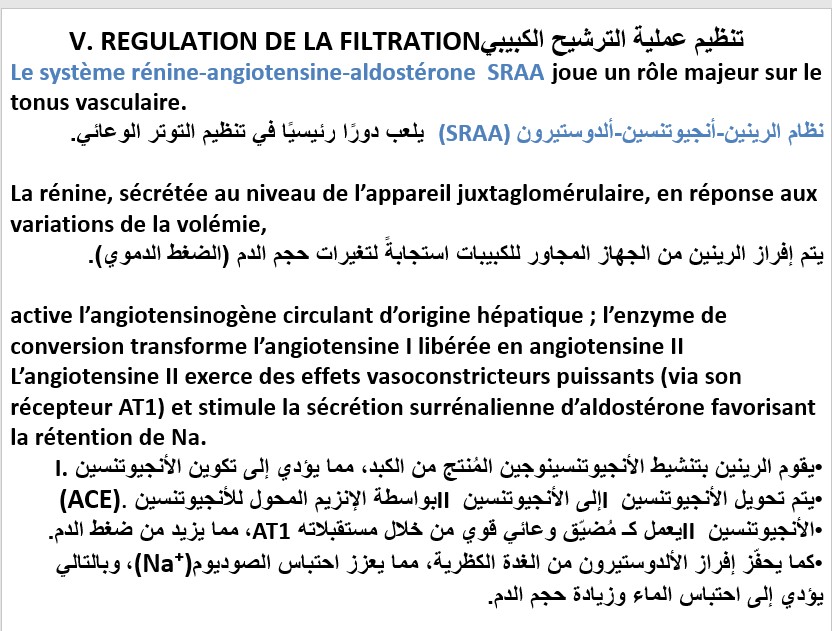 V. REGULATION DE LA FILTRATION تنظيم عملية الترشيح الكبيبي
Le système rénine-angiotensine-aldostérone SRAA joue un rôle majeur sur le
tonus vasculaire.
نظام الرينين-أنجيوتنسين-ألدوستيرون (SRAA) يلعب دورًا رئيسيًا في تنظيم التوتر الوعائي.
La rénine, sécrétée au niveau de l’appareil juxtaglomérulaire, en réponse aux
variations de la volémie,
يتم إفراز الرينين من الجهاز المجاور للكبيبات استجابةً لتغيرات حجم الدم (الضغط الدموي).
active l’angiotensinogène circulant d’origine hépatique ; l’enzyme de
conversion transforme l’angiotensine I libérée en angiotensine II
L’angiotensine II exerce des effets vasoconstricteurs puissants (via son
récepteur AT1) et stimule la sécrétion surrénalienne d’aldostérone favorisant
la rétention de Na.
•يقوم الرينين بتنشيط الأنجيوتنسينوجين المُنتج من الكبد، مما يؤدي إلى تكوين الأنجيوتنسين I.
•يتم تحويل الأنجيوتنسين I إلى الأنجيوتنسين II بواسطة الإنزيم المحول للأنجيوتنسين (ACE).
•الأنجيوتنسين II يعمل كـ مُضيّق وعائي قوي من خلال مستقبلاته AT1، مما يزيد من ضغط الدم.
•كما يحفّز إفراز الألدوستيرون من الغدة الكظرية، مما يعزز احتباس الصوديوم (Na⁺)، وبالتالي
يؤدي إلى احتباس الماء وزيادة حجم الدم.